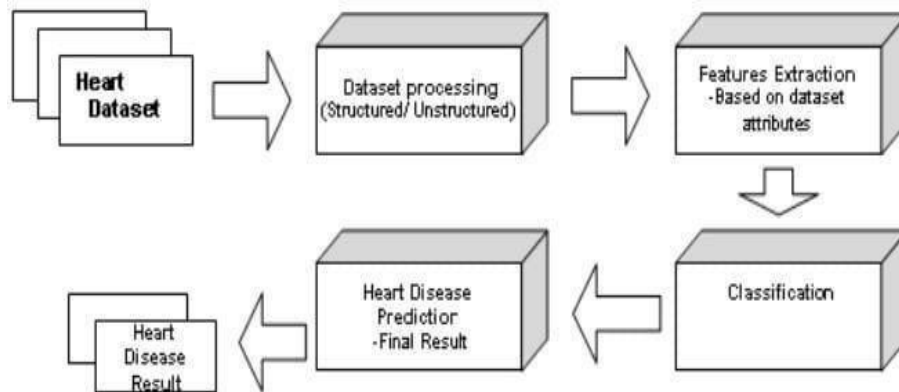 Heart
Dataset
Dataset processing
(Structured/ Unstructured)
Features Extraction
-Based on dataset
attributes
Classification
Heart Disease
Prediction
-Final Result
Heart
Disease
Result